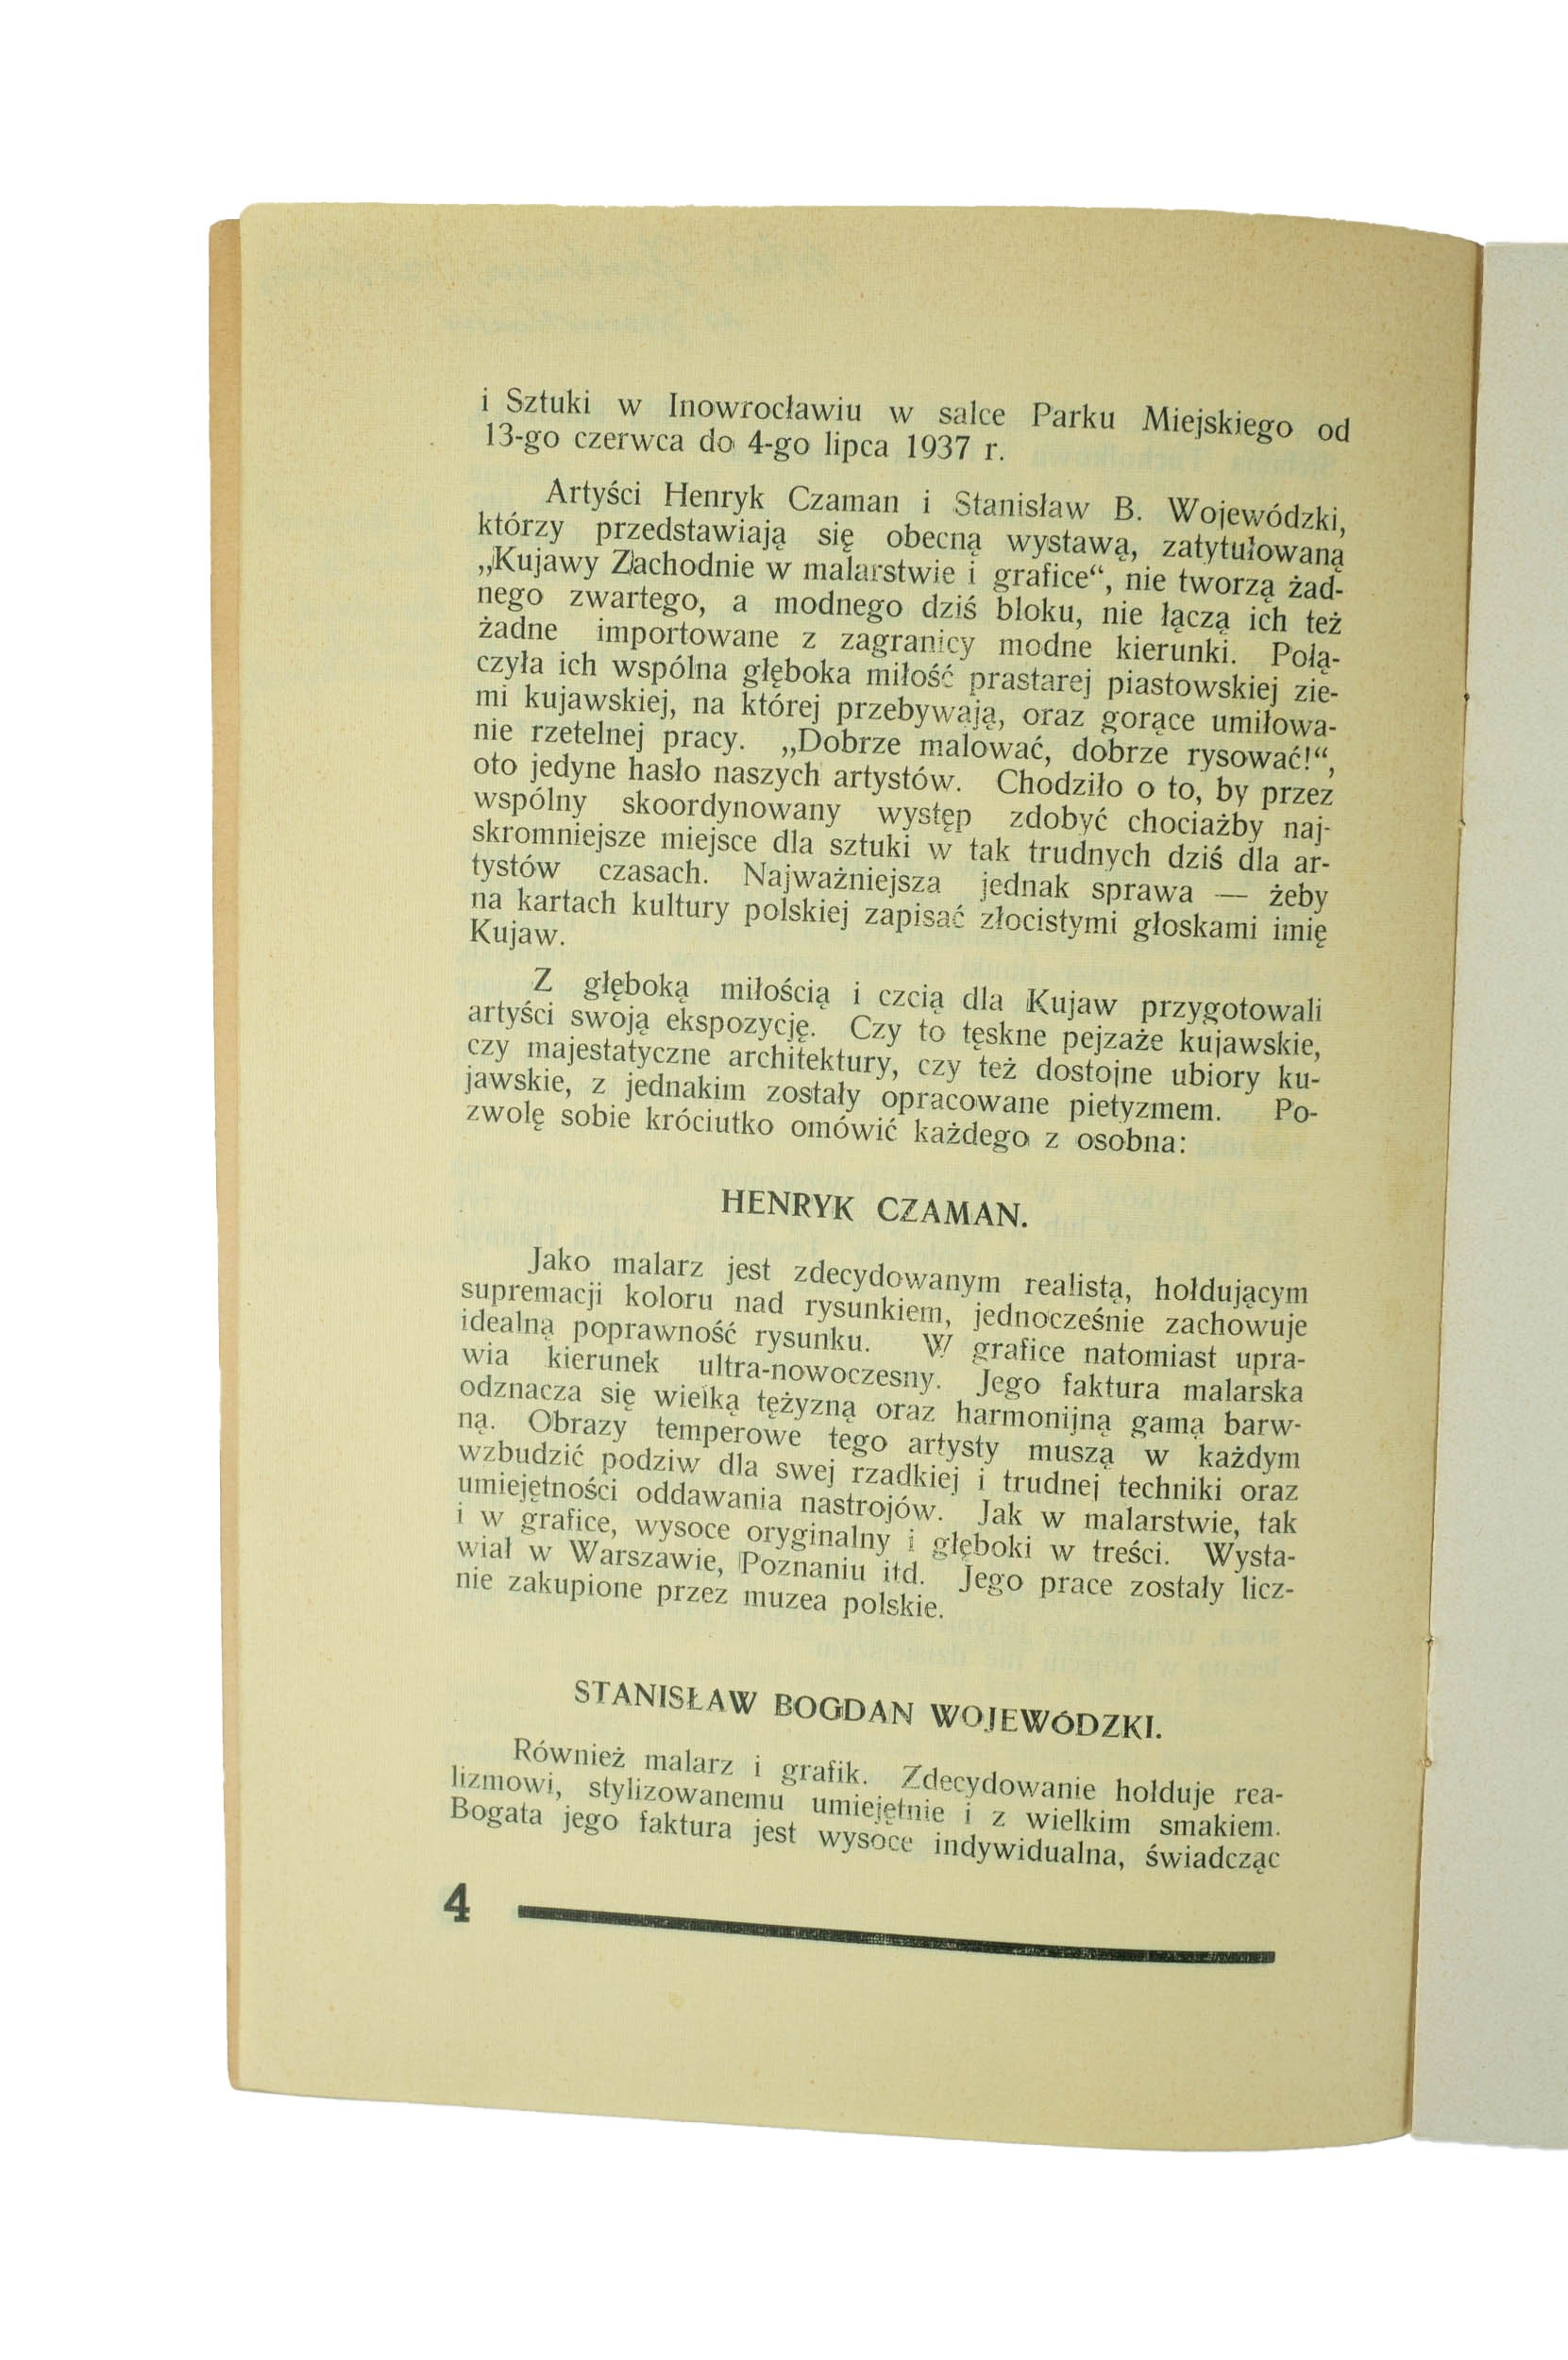 i Sztuki w Inowrocławiu w salce Parku Miejskiego od
13-go czerwca do 4-go lipca 1937 r.
Artyści Henryk Czaman i Stanisław B. Wojewódzki,
którzy przedstawiają się obecną wystawą, zatytułowaną
„Kujawy Zachodnie w malarstwie i grafice“, nie tworzą żad-
nego zwartego, a modnego dziś bloku, nie łączą ich też
żadne importowane z zagranicy modne kierunki. Połą-
czyła ich wspólna głęboka miłość prastarej piastowskiej zie-
mi kujawskiej, na której przebywają, oraz gorące umiłowa-
nie rzetelnej pracy. „Dobrze malować, dobrze rysować!“,
oto jedyne hasło naszych artystów. Chodziło o to, by przez
wspólny skoordynowany występ zdobyć chociażby naj-
skromniejsze miejsce dla sztuki w tak trudnych dziś dla ar-
tystów czasach. Najważniejsza jednak sprawa — żeby
na kartach kultury polskiej zapisać złocistymi głoskami imię
Kujaw.
Z głęboką miłością i czcią dla Kujaw przygotowali
artyści swoją ekspozycję. Czy to tęskne pejzaże kujawskie,
czy majestatyczne architektury, czy też dostojne ubiory ku-
jawskie, z jednakim zostały opracowane pietyzmem. Po-
zwolę sobie króciutko omówić każdego z osobna:
HENRYK CZAMAN.
Jako malarz jest zdecydowanym realistą, hołdującym
supremacji koloru nad rysunkiem, jednocześnie zachowuje
idealną poprawność rysunku. W grafice natomiast upra-
wia kierunek ultra-nowoczesny. Jego faktura malarska
odznacza się wielką tężyzną oraz harmonijną gamą barw-
ną. Obrazy temperowe tego artysty muszą w każdym
wzbudzić podziw dla swej rzadkiej i trudnej techniki oraz
umiejętności oddawania nastrojów. Jak w malarstwie, tak
i w grafice, wysoce oryginalny i głęboki w treści. Wysta-
wiał w Warszawie, Poznaniu itd. Jego prace zostały licz-
nie zakupione przez muzea polskie.
STANISŁAW BOGDAN WOJEWÓDZKI.
Również malarz i grafik. Zdecydowanie hołduje rea-
lizmowi, stylizowanemu umiejętnie i z wielkim smakiem.
Bogata jego faktura jest wysoce indywidualna, świadcząc
4